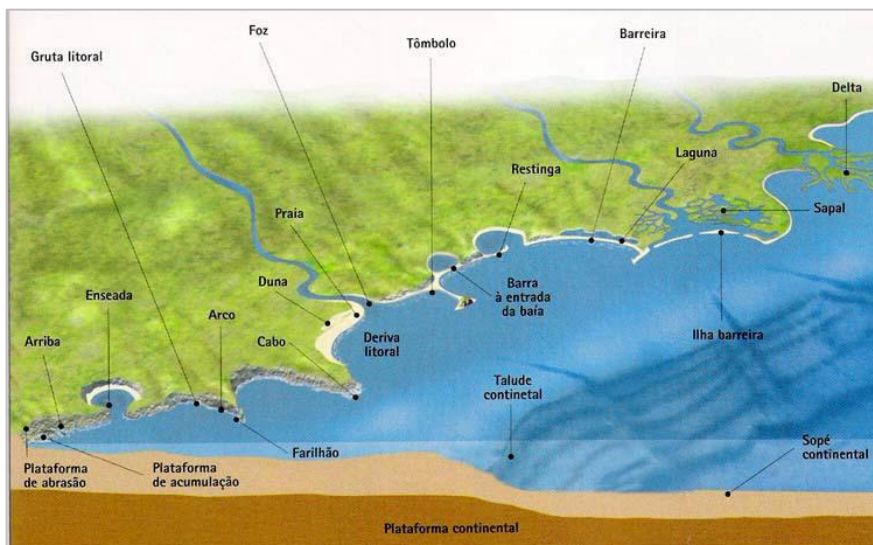 Foz
Tômbolo
Barreira
Gruta litoral
Delta
Laguna
Restinga
Praia
Sapal
Duna
Enseada
Arco
Barra
à entrada
da baía
Deriva
litoral
Ilha barreira
Arriba
Cabo
Talude
continetal
Sopé
continental
Farilhão
Plataforma
de abrasão
Plataforma
de acumulação
Plataforma continental